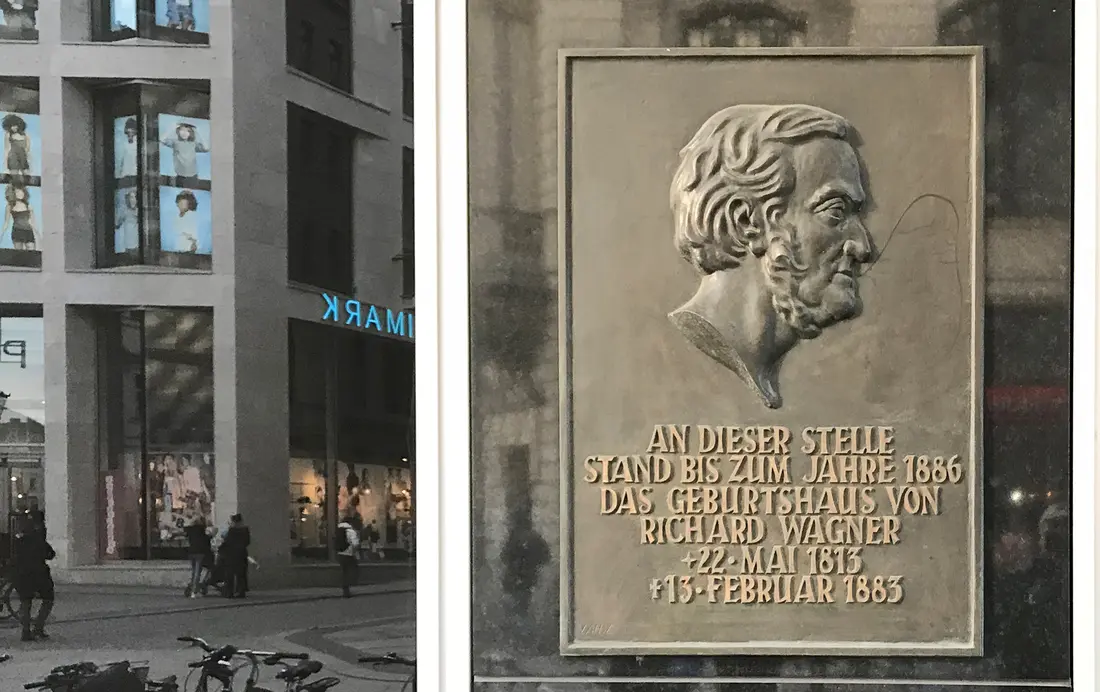 PRIMARK
P
AN DIESER STELLE
STAND BIS ZUM JAHRE 1886
DAS GEBURTSHAUS VON
RICHARD WAGNER
+22·MAI 1813
†13·FEBRUAR 1883